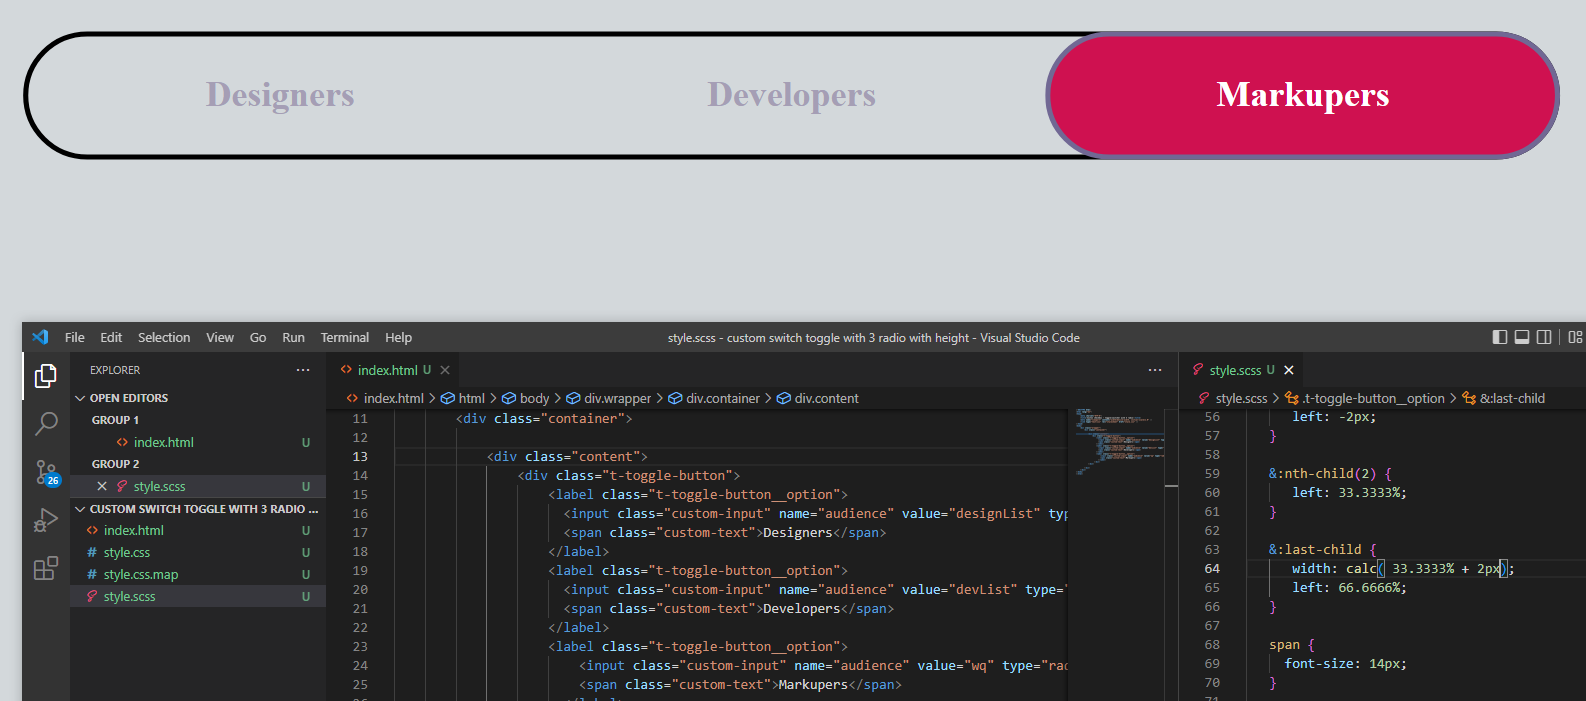 Designers Developers Markupers
File Edit Selection View Go Run Terminal Help style.scss - custom switch toggle with 3 radio with height - Visual Studio Code
EXPLORER ···
OPEN EDITORS
GROUP 1
index.html U
GROUP 2
style.scss U
26
CUSTOM SWITCH TOGGLE WITH 3 RADIO ...
index.html U
style.css U
style.css.map U
style.scss U
index.html U
index.html > html > body > div.wrapper > div.container > div.content
11 <div class="container">
12
13 <div class="content">
14 <div class="t-toggle-button">
15 <label class="t-toggle-button__option">
16 <input class="custom-input" name="audience" value="designList" typ
17 <span class="custom-text">Designers</span>
18 </label>
19 <label class="t-toggle-button__option">
20 <input class="custom-input" name="audience" value="devList" type="
21 <span class="custom-text">Developers</span>
22 </label>
23 <label class="t-toggle-button__option">
24 <input class="custom-input" name="audience" value="wq" type="rad
25 <span class="custom-text">Markupers</span>
style.scss U
style.scss > .t-toggle-button__option > &:last-child
56 left: -2px;
57 }
58
59 &:nth-child(2) {
60 left: 33.3333%;
61 }
62
63 &:last-child {
64 width: calc( 33.3333% + 2px);
65 left: 66.6666%;
66 }
67
68 span {
69 font-size: 14px;
70 }